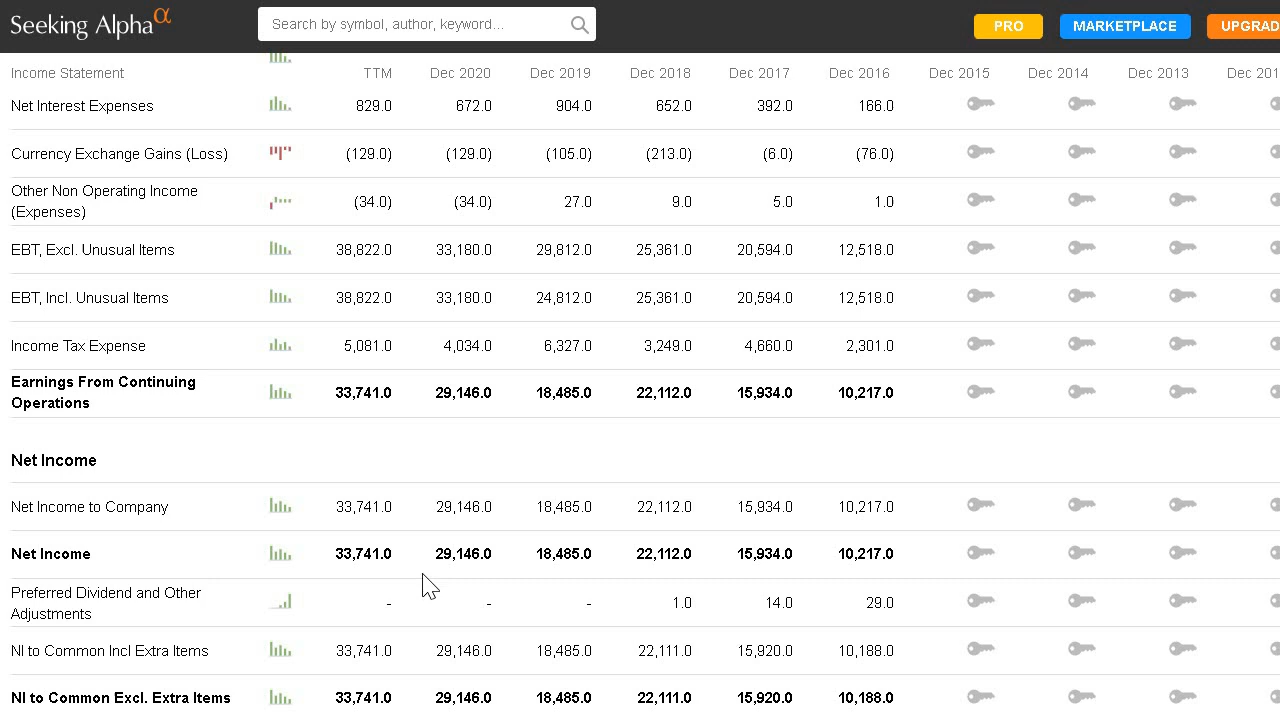 Seeking Alpha α
Search by symbol, author, keyword...
PRO MARKETPLACE UPGRAD
Income Statement TTM Dec 2020 Dec 2019 Dec 2018 Dec 2017 Dec 2016 Dec 2015 Dec 2014 Dec 2013 Dec 201
Net Interest Expenses 829.0 672.0 904.0 652.0 392.0 166.0
Currency Exchange Gains (Loss) (129.0) (129.0) (105.0) (213.0) (6.0) (76.0)
Other Non Operating Income
(Expenses) (34.0) (34.0) 27.0 9.0 5.0 1.0
EBT, Excl. Unusual Items 38,822.0 33,180.0 29,812.0 25,361.0 20,594.0 12,518.0
EBT, Incl. Unusual Items 38,822.0 33,180.0 24,812.0 25,361.0 20,594.0 12,518.0
Income Tax Expense 5,081.0 4,034.0 6,327.0 3,249.0 4,660.0 2,301.0
Earnings From Continuing
Operations 33,741.0 29,146.0 18,485.0 22,112.0 15,934.0 10,217.0
Net Income
Net Income to Company 33,741.0 29,146.0 18,485.0 22,112.0 15,934.0 10,217.0
Net Income 33,741.0 29,146.0 18,485.0 22,112.0 15,934.0 10,217.0
Preferred Dividend and Other
Adjustments - - - 1.0 14.0 29.0
NI to Common Incl Extra Items 33,741.0 29,146.0 18,485.0 22,111.0 15,920.0 10,188.0
NI to Common Excl. Extra Items 33,741.0 29,146.0 18,485.0 22,111.0 15,920.0 10,188.0